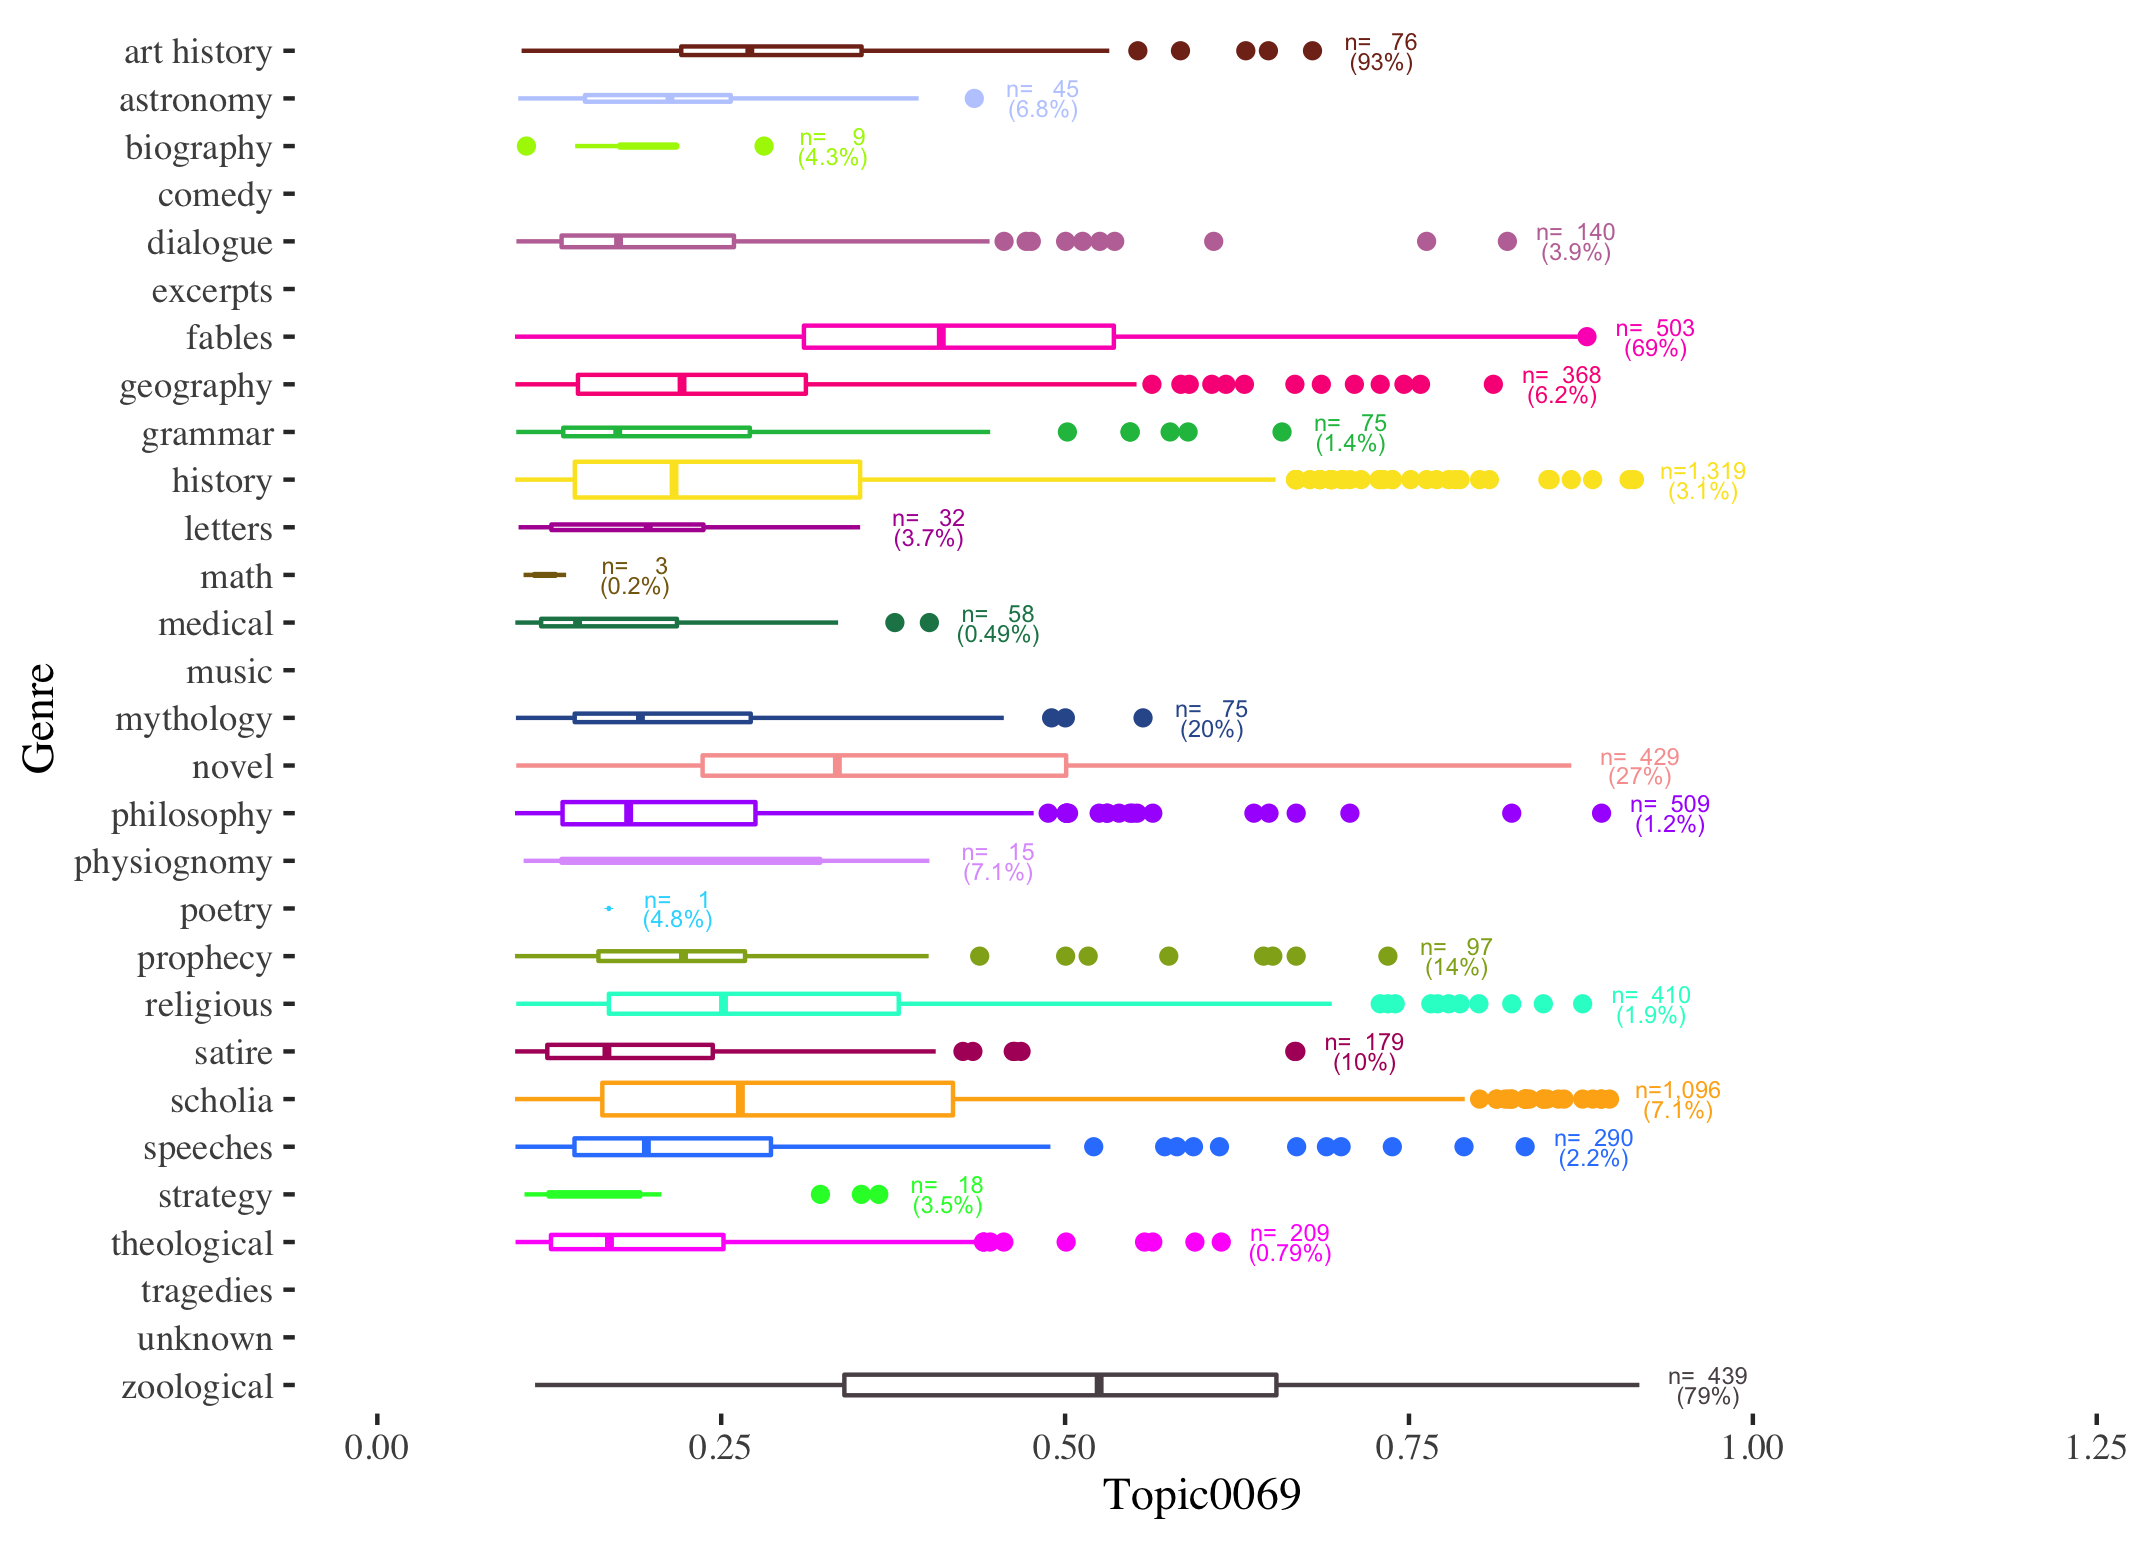 art history
n= 76
(93%)
astronomy
n= 45
(6.8%)
biography
n= 9
(4.3%)
comedy
dialogue
n= 140
(3.9%)
excerpts
fables
n= 503
(69%)
geography
n= 368
(6.2%)
grammar
n= 75
(1.4%)
history
n=1,319
(3.1%)
letters
n= 32
(3.7%)
math
n= 3
(0.2%)
medical
n= 58
(0.49%)
music
mythology
n= 75
(20%)
novel
n= 429
(27%)
philosophy
n= 509
(1.2%)
physiognomy
n= 15
(7.1%)
poetry
n= 1
(4.8%)
prophecy
n= 97
(14%)
religious
n= 410
(1.9%)
satire
n= 179
(10%)
scholia
n=1,096
(7.1%)
speeches
n= 290
(2.2%)
strategy
n= 18
(3.5%)
theological
n= 209
(0.79%)
tragedies
unknown
zoological
n= 439
(79%)
Genre
0.00 0.25 0.50 0.75 1.00 1.25
Topic0069